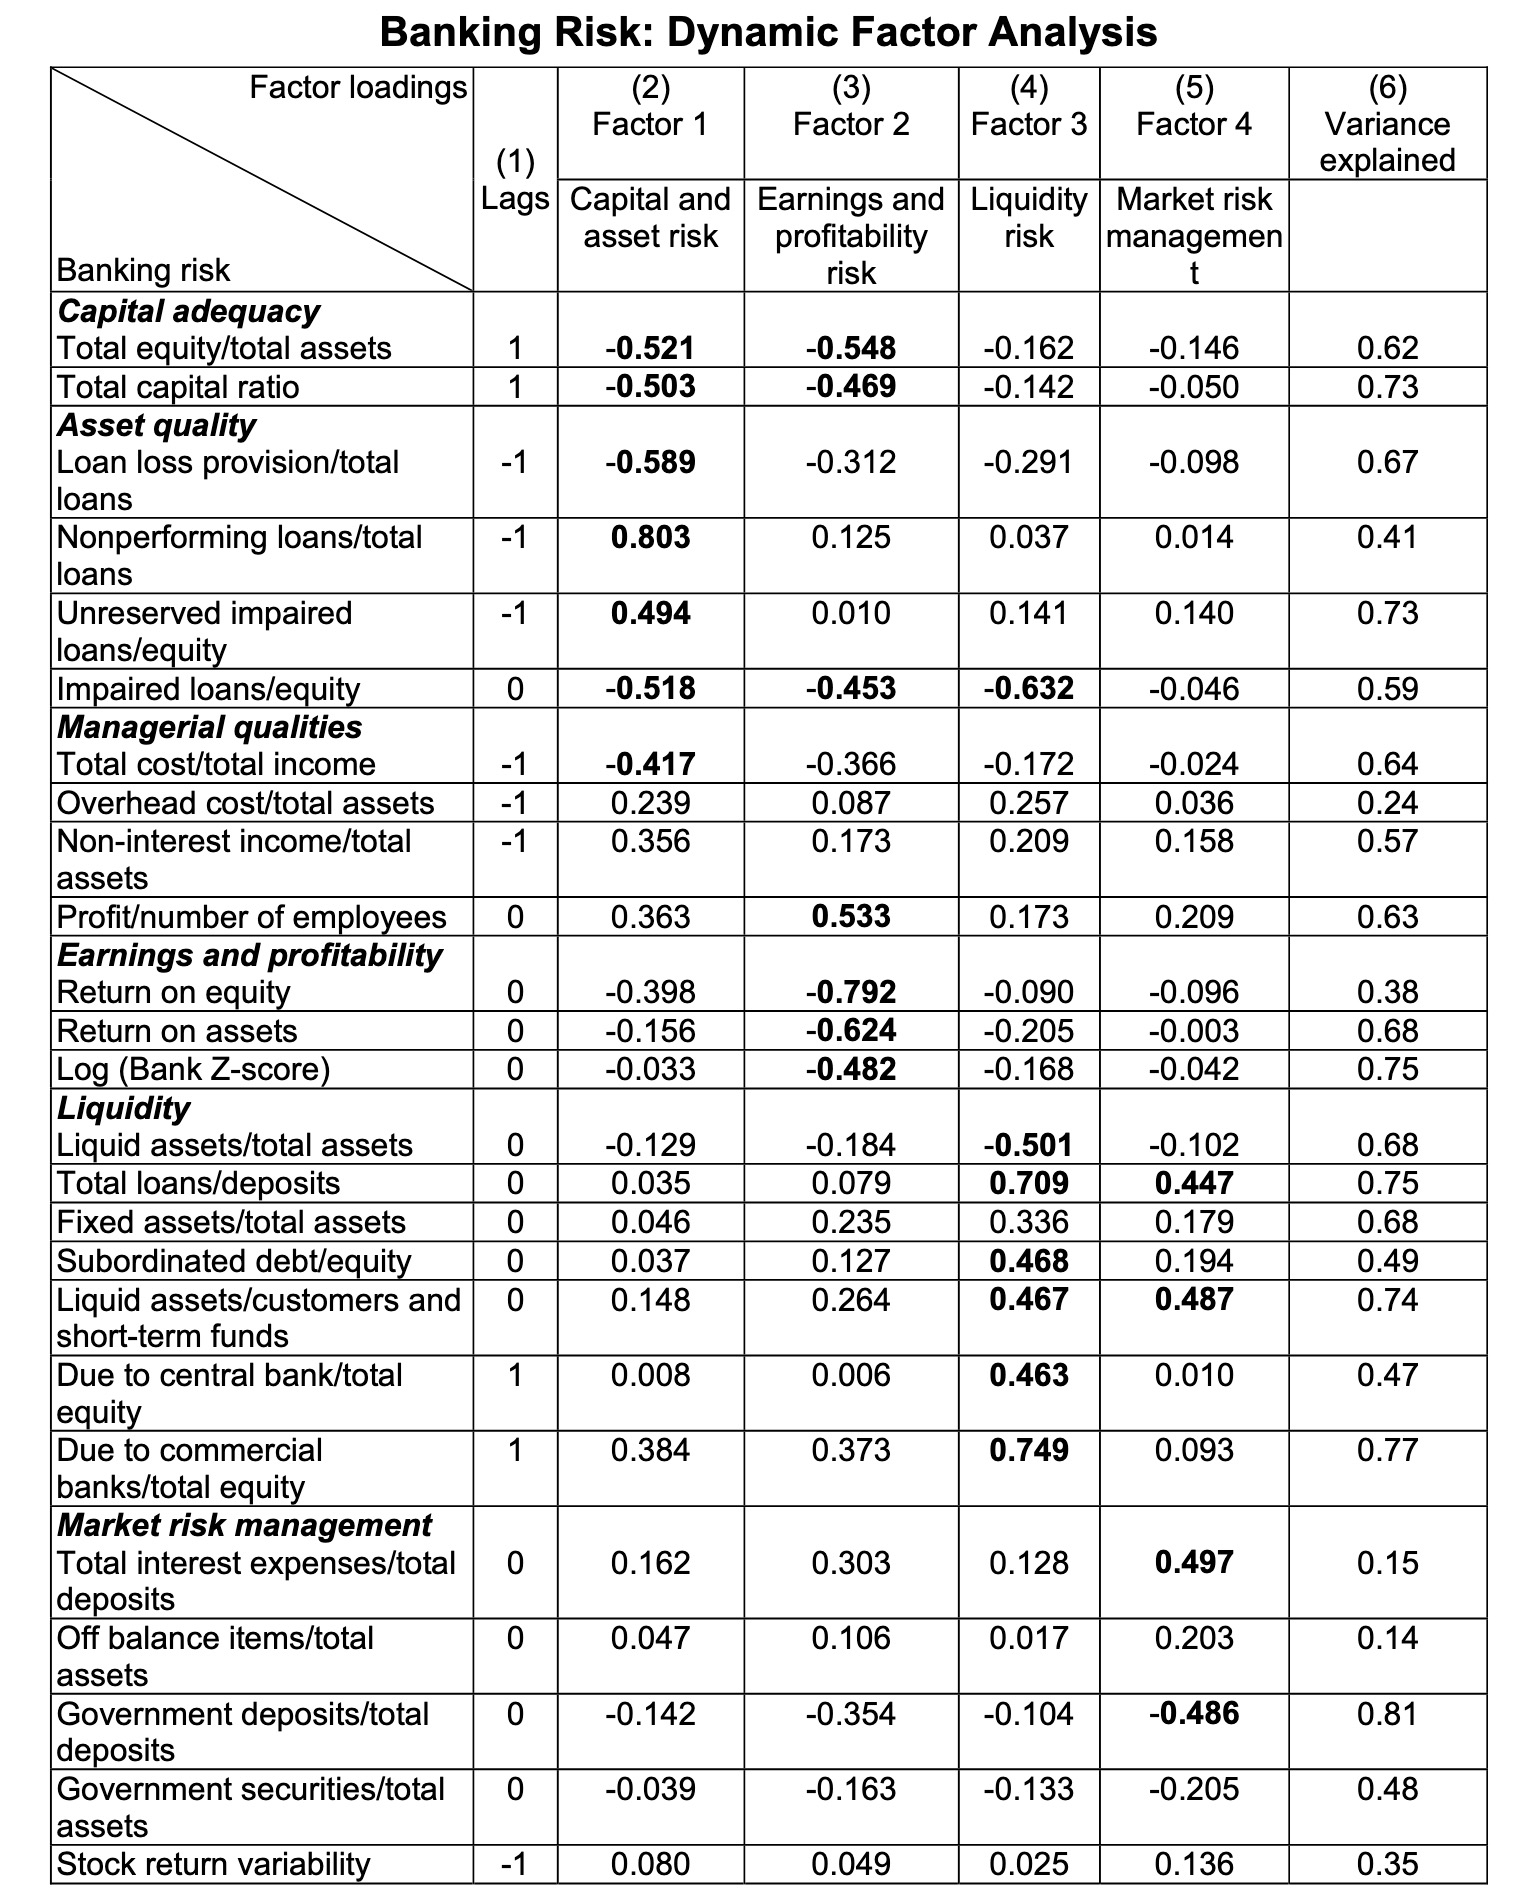 Banking Risk: Dynamic Factor Analysis
Factor loadings
Banking risk
(1)
Lags
(2)
Factor 1
(3)
Factor 2
(4)
Factor 3
(5)
Factor 4
(6)
Variance
explained
Capital and
asset risk
Earnings and
profitability
risk
Liquidity
risk
Market risk
managemen
t
Capital adequacy
Total equity/total assets 1 -0.521 -0.548 -0.162 -0.146 0.62
Total capital ratio 1 -0.503 -0.469 -0.142 -0.050 0.73
Asset quality
Loan loss provision/total -1 -0.589 -0.312 -0.291 -0.098 0.67
loans
Nonperforming loans/total -1 0.803 0.125 0.037 0.014 0.41
loans
Unreserved impaired -1 0.494 0.010 0.141 0.140 0.73
loans/equity
Impaired loans/equity 0 -0.518 -0.453 -0.632 -0.046 0.59
Managerial qualities
Total cost/total income -1 -0.417 -0.366 -0.172 -0.024 0.64
Overhead cost/total assets -1 0.239 0.087 0.257 0.036 0.24
Non-interest income/total -1 0.356 0.173 0.209 0.158 0.57
assets
Profit/number of employees 0 0.363 0.533 0.173 0.209 0.63
Earnings and profitability
Return on equity 0 -0.398 -0.792 -0.090 -0.096 0.38
Return on assets 0 -0.156 -0.624 -0.205 -0.003 0.68
Log (Bank Z-score) 0 -0.033 -0.482 -0.168 -0.042 0.75
Liquidity
Liquid assets/total assets 0 -0.129 -0.184 -0.501 -0.102 0.68
Total loans/deposits 0 0.035 0.079 0.709 0.447 0.75
Fixed assets/total assets 0 0.046 0.235 0.336 0.179 0.68
Subordinated debt/equity 0 0.037 0.127 0.468 0.194 0.49
Liquid assets/customers and 0 0.148 0.264 0.467 0.487 0.74
short-term funds
Due to central bank/total 1 0.008 0.006 0.463 0.010 0.47
equity
Due to commercial 1 0.384 0.373 0.749 0.093 0.77
banks/total equity
Market risk management
Total interest expenses/total 0 0.162 0.303 0.128 0.497 0.15
deposits
Off balance items/total 0 0.047 0.106 0.017 0.203 0.14
assets
Government deposits/total 0 -0.142 -0.354 -0.104 -0.486 0.81
deposits
Government securities/total 0 -0.039 -0.163 -0.133 -0.205 0.48
assets
Stock return variability -1 0.080 0.049 0.025 0.136 0.35